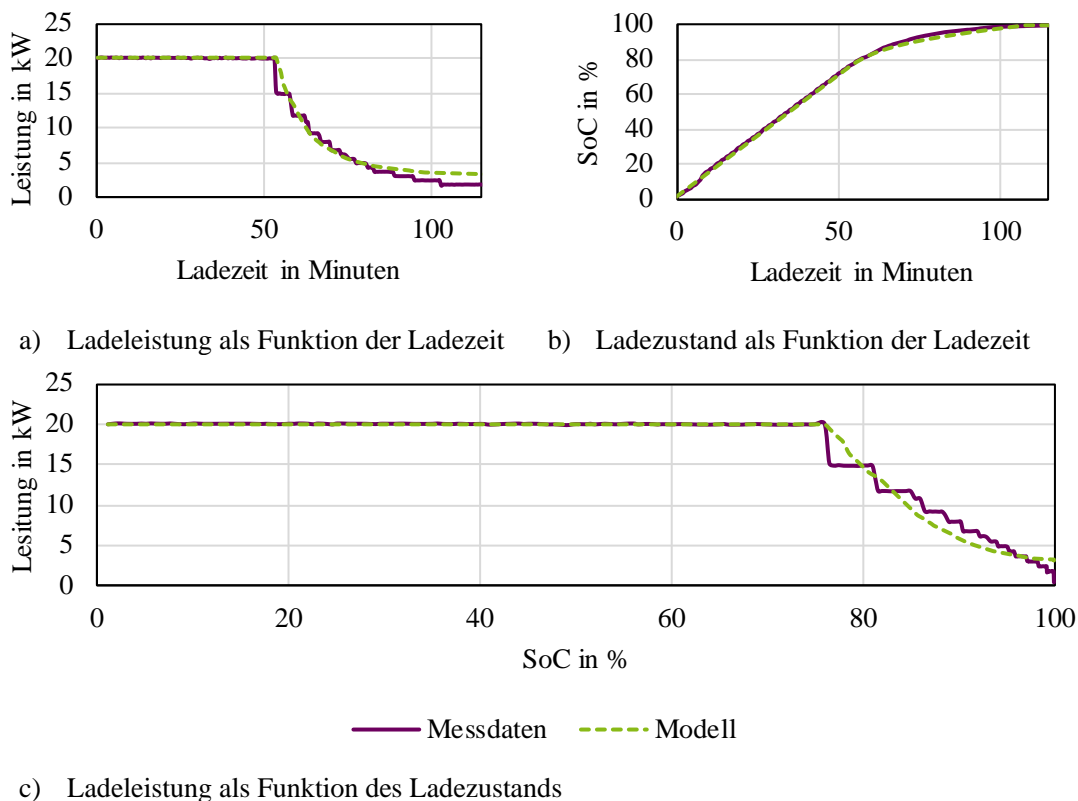 25
20
15
10
5
0
Leistung in kW
0 50 100
Ladezeit in Minuten
100
80
60
40
20
0
SoC in %
0 50 100
Ladezeit in Minuten
a) Ladeleistung als Funktion der Ladezeit
b) Ladezustand als Funktion der Ladezeit
25
20
15
10
5
0
Lesitung in kW
0 20 40 60 80 100
SoC in %
Messdaten Modell
c) Ladeleistung als Funktion des Ladezustands